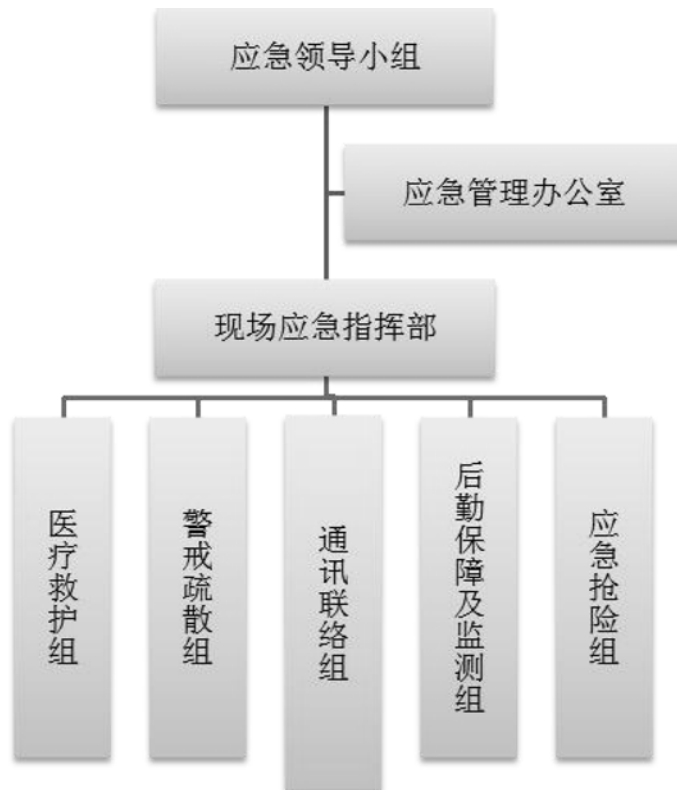 应急领导小组
应急管理办公室
现场应急指挥部
医疗救护组
警戒疏散组
通讯联络组
后勤保障及监测组
应急抢险组